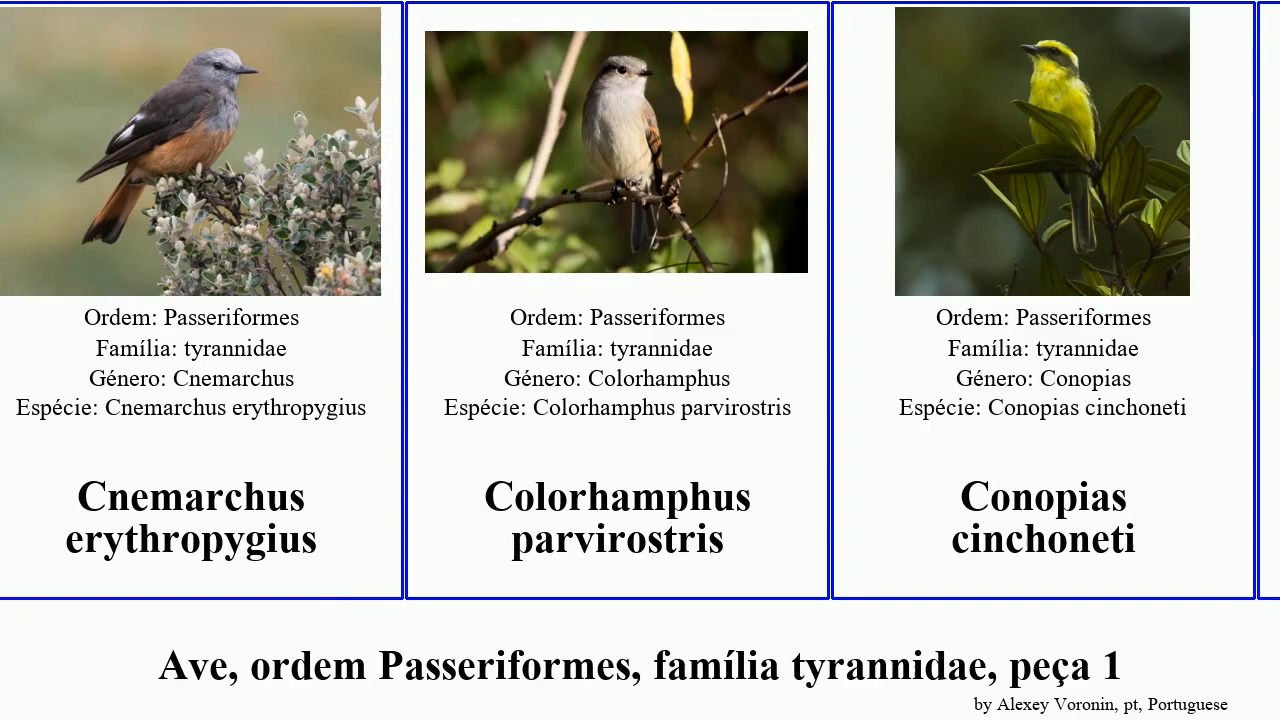 Ordem: Passeriformes
Família: tyrannidae
Género: Cnemarchus
Espécie: Cnemarchus erythropygius
Cnemarchus
erythropygius
Ordem: Passeriformes
Família: tyrannidae
Género: Colorhamphus
Espécie: Colorhamphus parvirostris
Colorhamphus
parvirostris
Ordem: Passeriformes
Família: tyrannidae
Género: Conopias
Espécie: Conopias cinchoneti
Conopias
cinchoneti
Ave, ordem Passeriformes, família tyrannidae, peça 1
by Alexey Voronin, pt, Portuguese